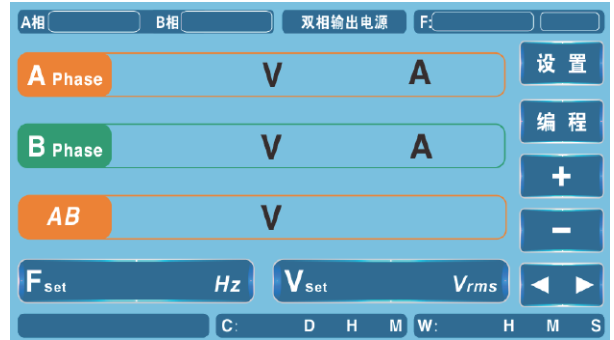 A相 B相 双相输出电源 F:
A Phase V A 设 置
B Phase V A 编 程
+
AB V
−
Fset Hz Vset Vrms ◀ ▶
C: D H M W: H M S